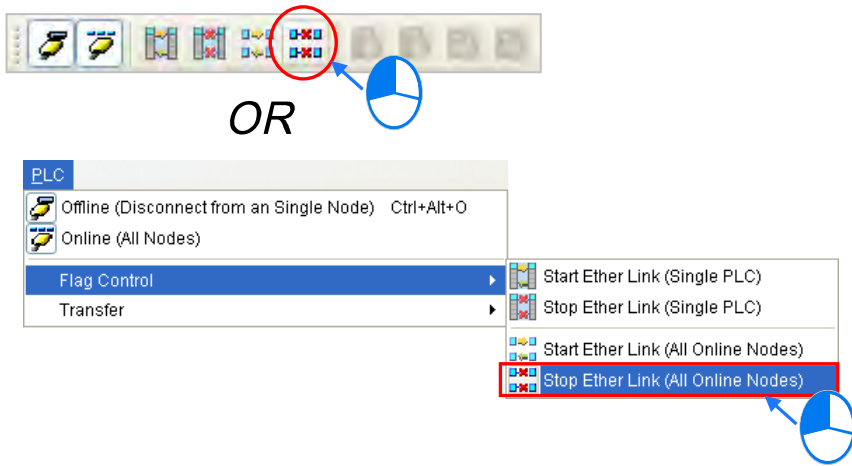 OR
PLC
Offline (Disconnect from an Single Node) Ctrl+Alt+O
Online (All Nodes)
Flag Control
Transfer
Start Ether Link (Single PLC)
Stop Ether Link (Single PLC)
Start Ether Link (All Online Nodes)
Stop Ether Link (All Online Nodes)